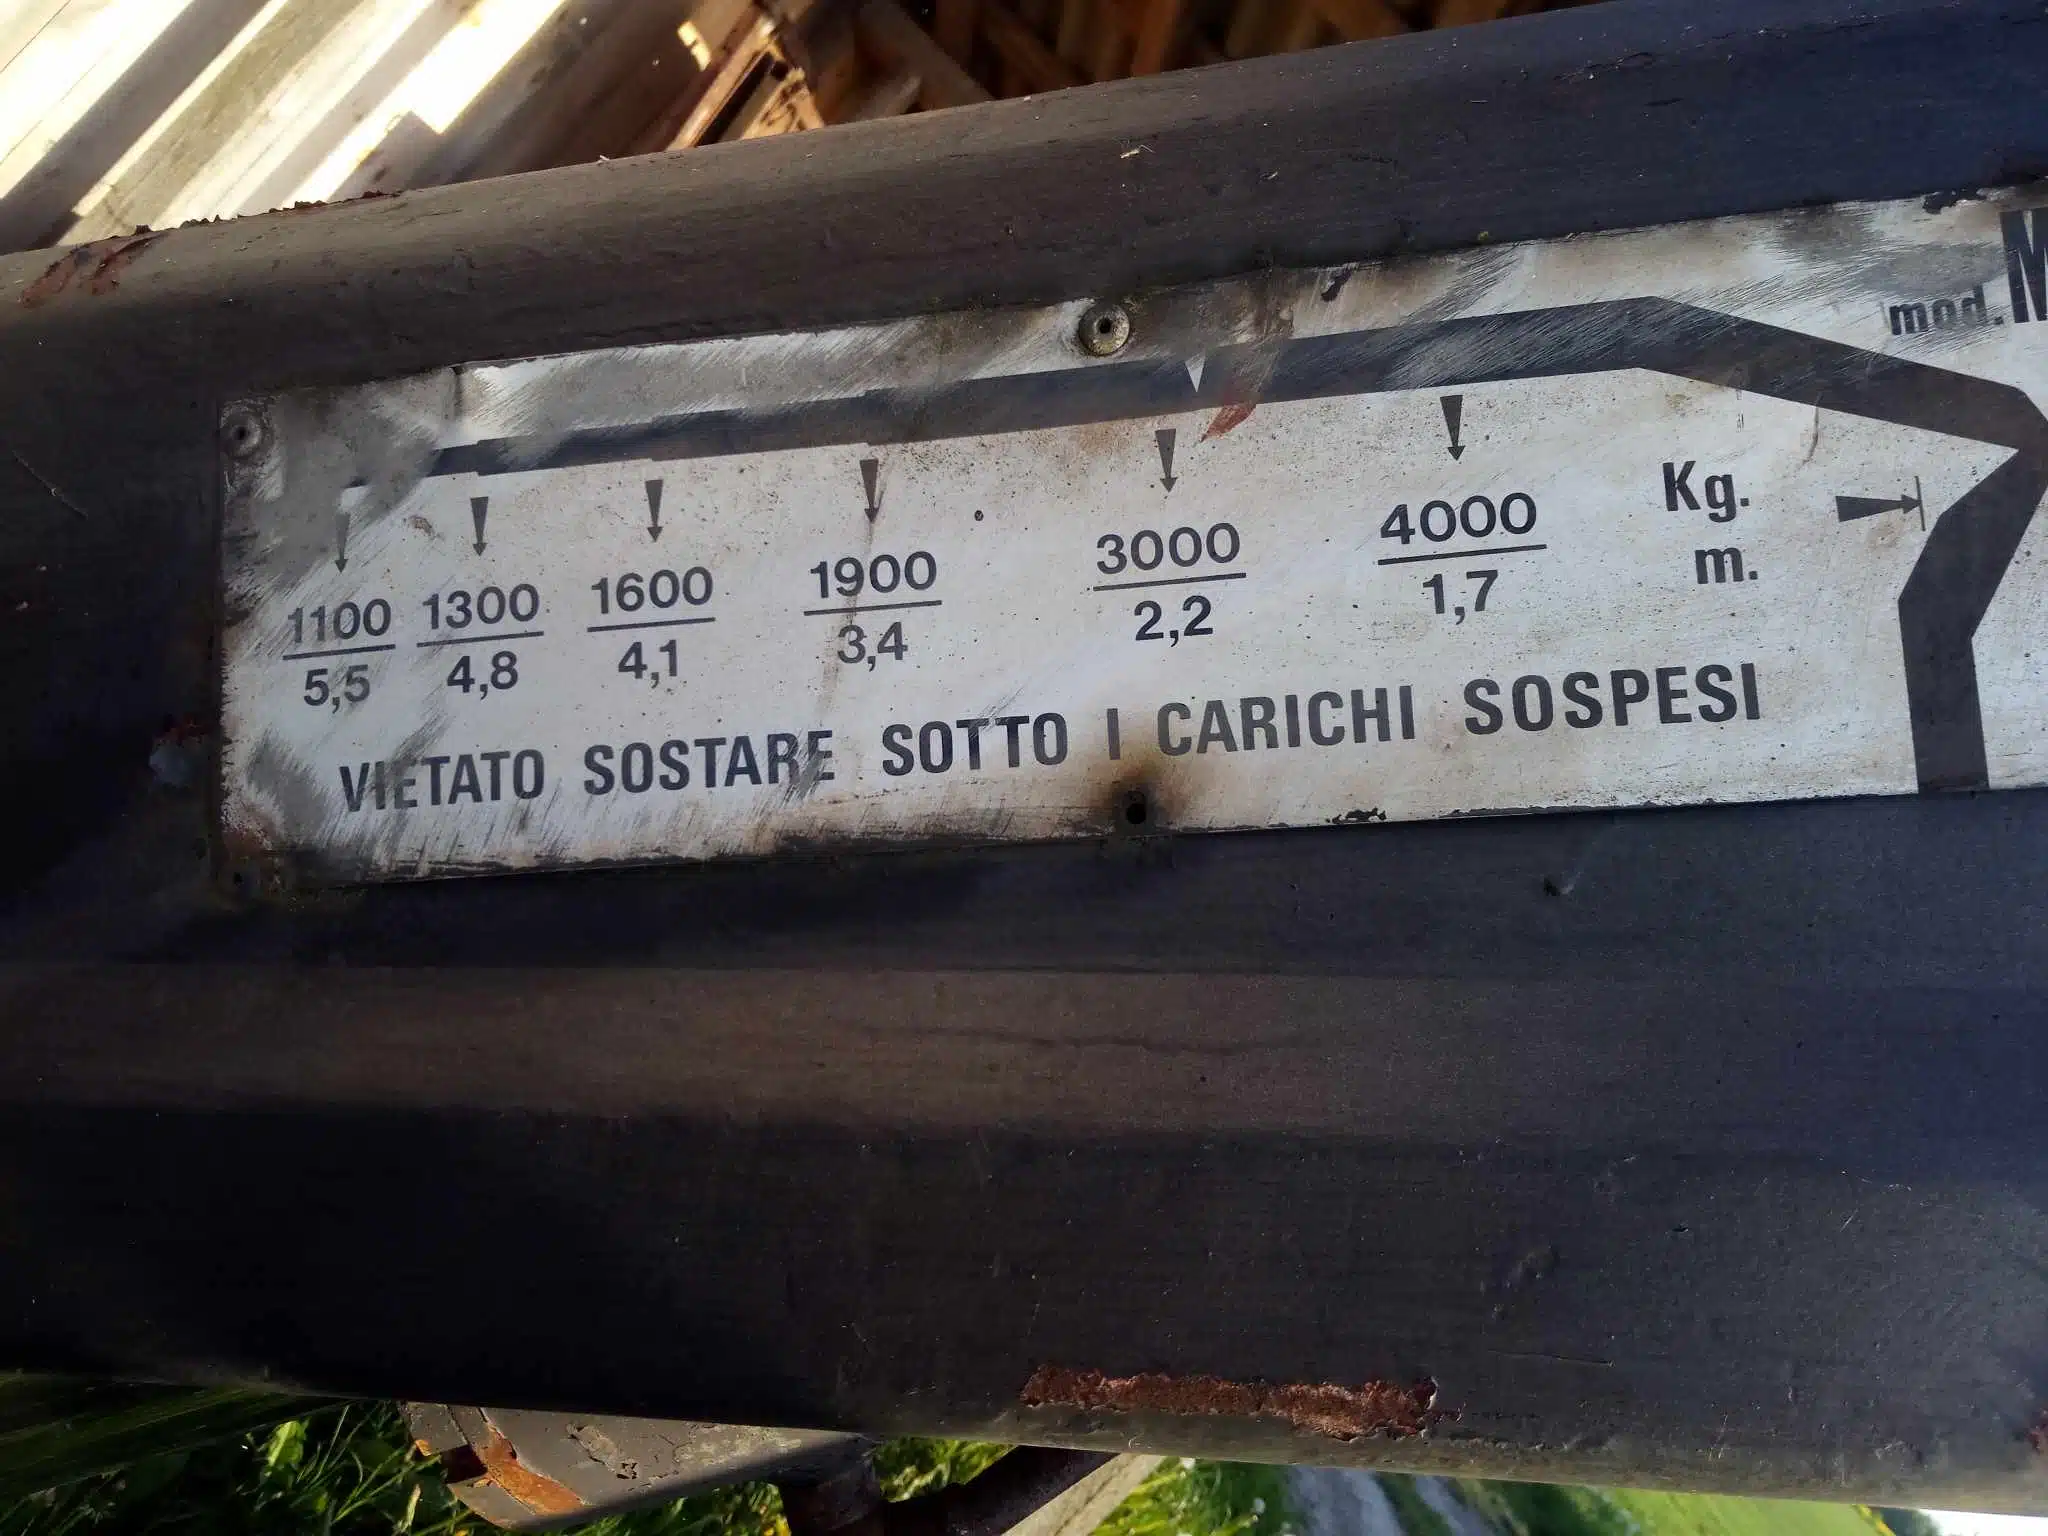 mod.
1100 1300 1600 1900 3000 4000 Kg.
5,5 4,8 4,1 3,4 2,2 1,7 m.
VIETATO SOSTARE SOTTO I CARICHI SOSPESI